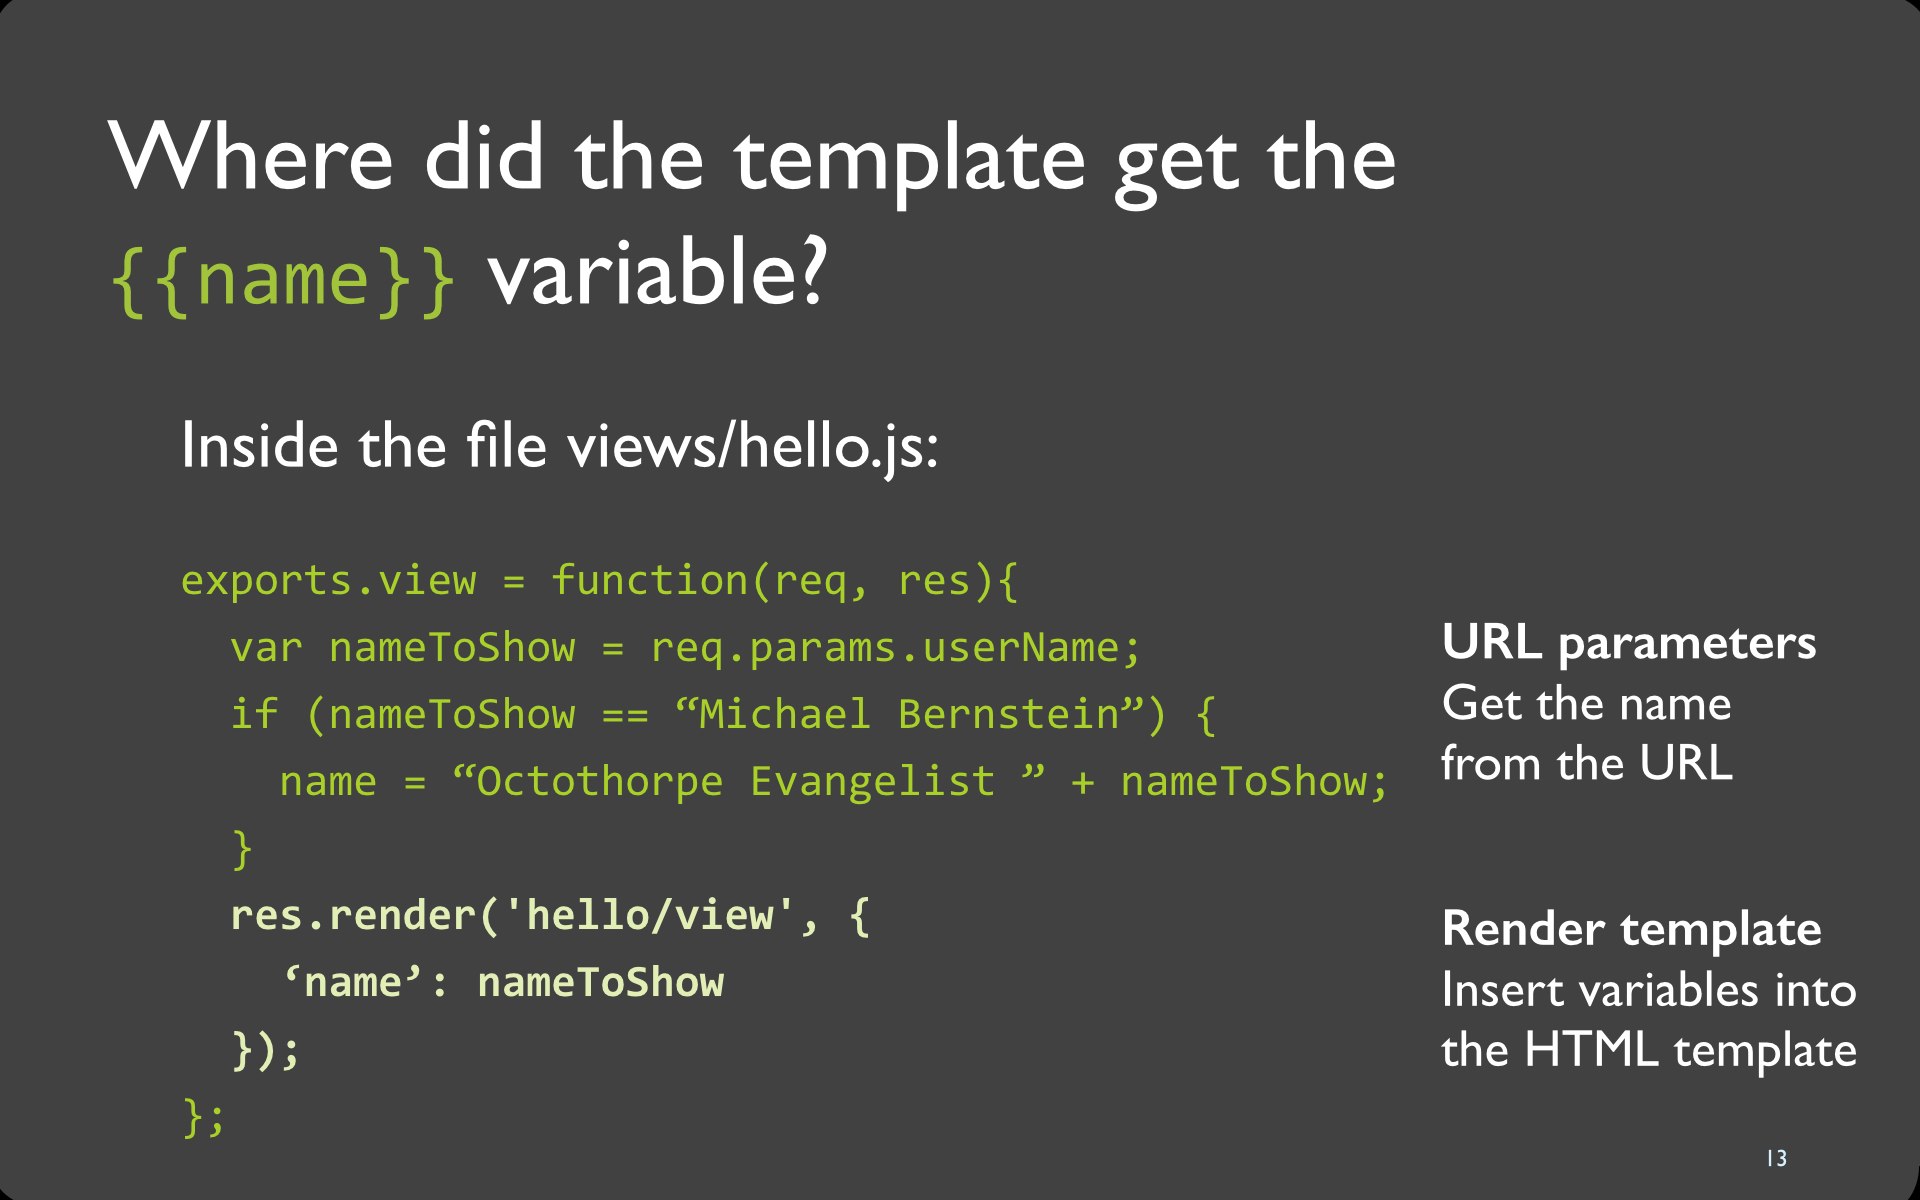 Where did the template get the
{{name}} variable?
Inside the file views/hello.js:
exports.view = function(req, res){
  var nameToShow = req.params.userName;
  if (nameToShow == “Michael Bernstein”) {
    name = “Octothorpe Evangelist ” + nameToShow;
  }
  res.render('hello/view', {
    ‘name’: nameToShow
  });
};
URL parameters
Get the name
from the URL
Render template
Insert variables into
the HTML template
13